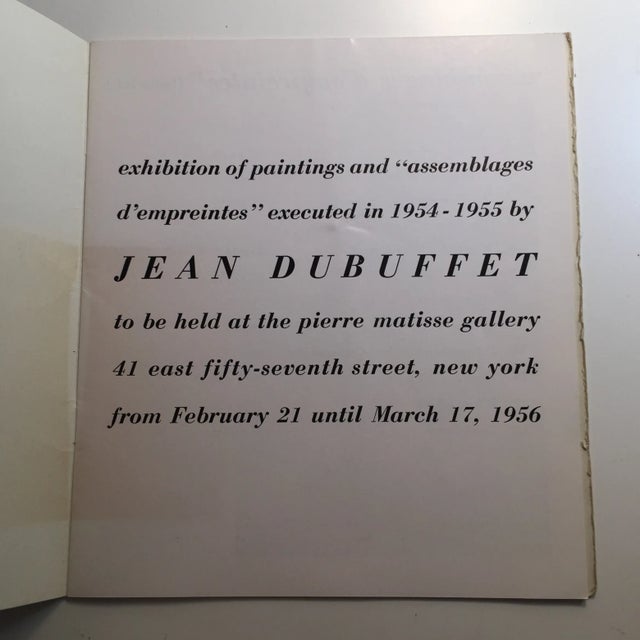 exhibition of paintings and “assemblages
d’empreintes” executed in 1954 - 1955 by
JEAN DUBUFFET
to be held at the pierre matisse gallery
41 east fifty-seventh street, new york
from February 21 until March 17, 1956